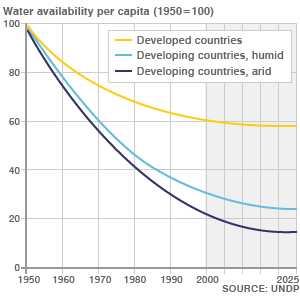 Water availability per capita (1950=100)
100
Developed countries
Developing countries, humid
80
Developing countries, arid
60
40
20
0
1950 1960 1970 1980 1990 2000 2025
SOURCE: UNDP